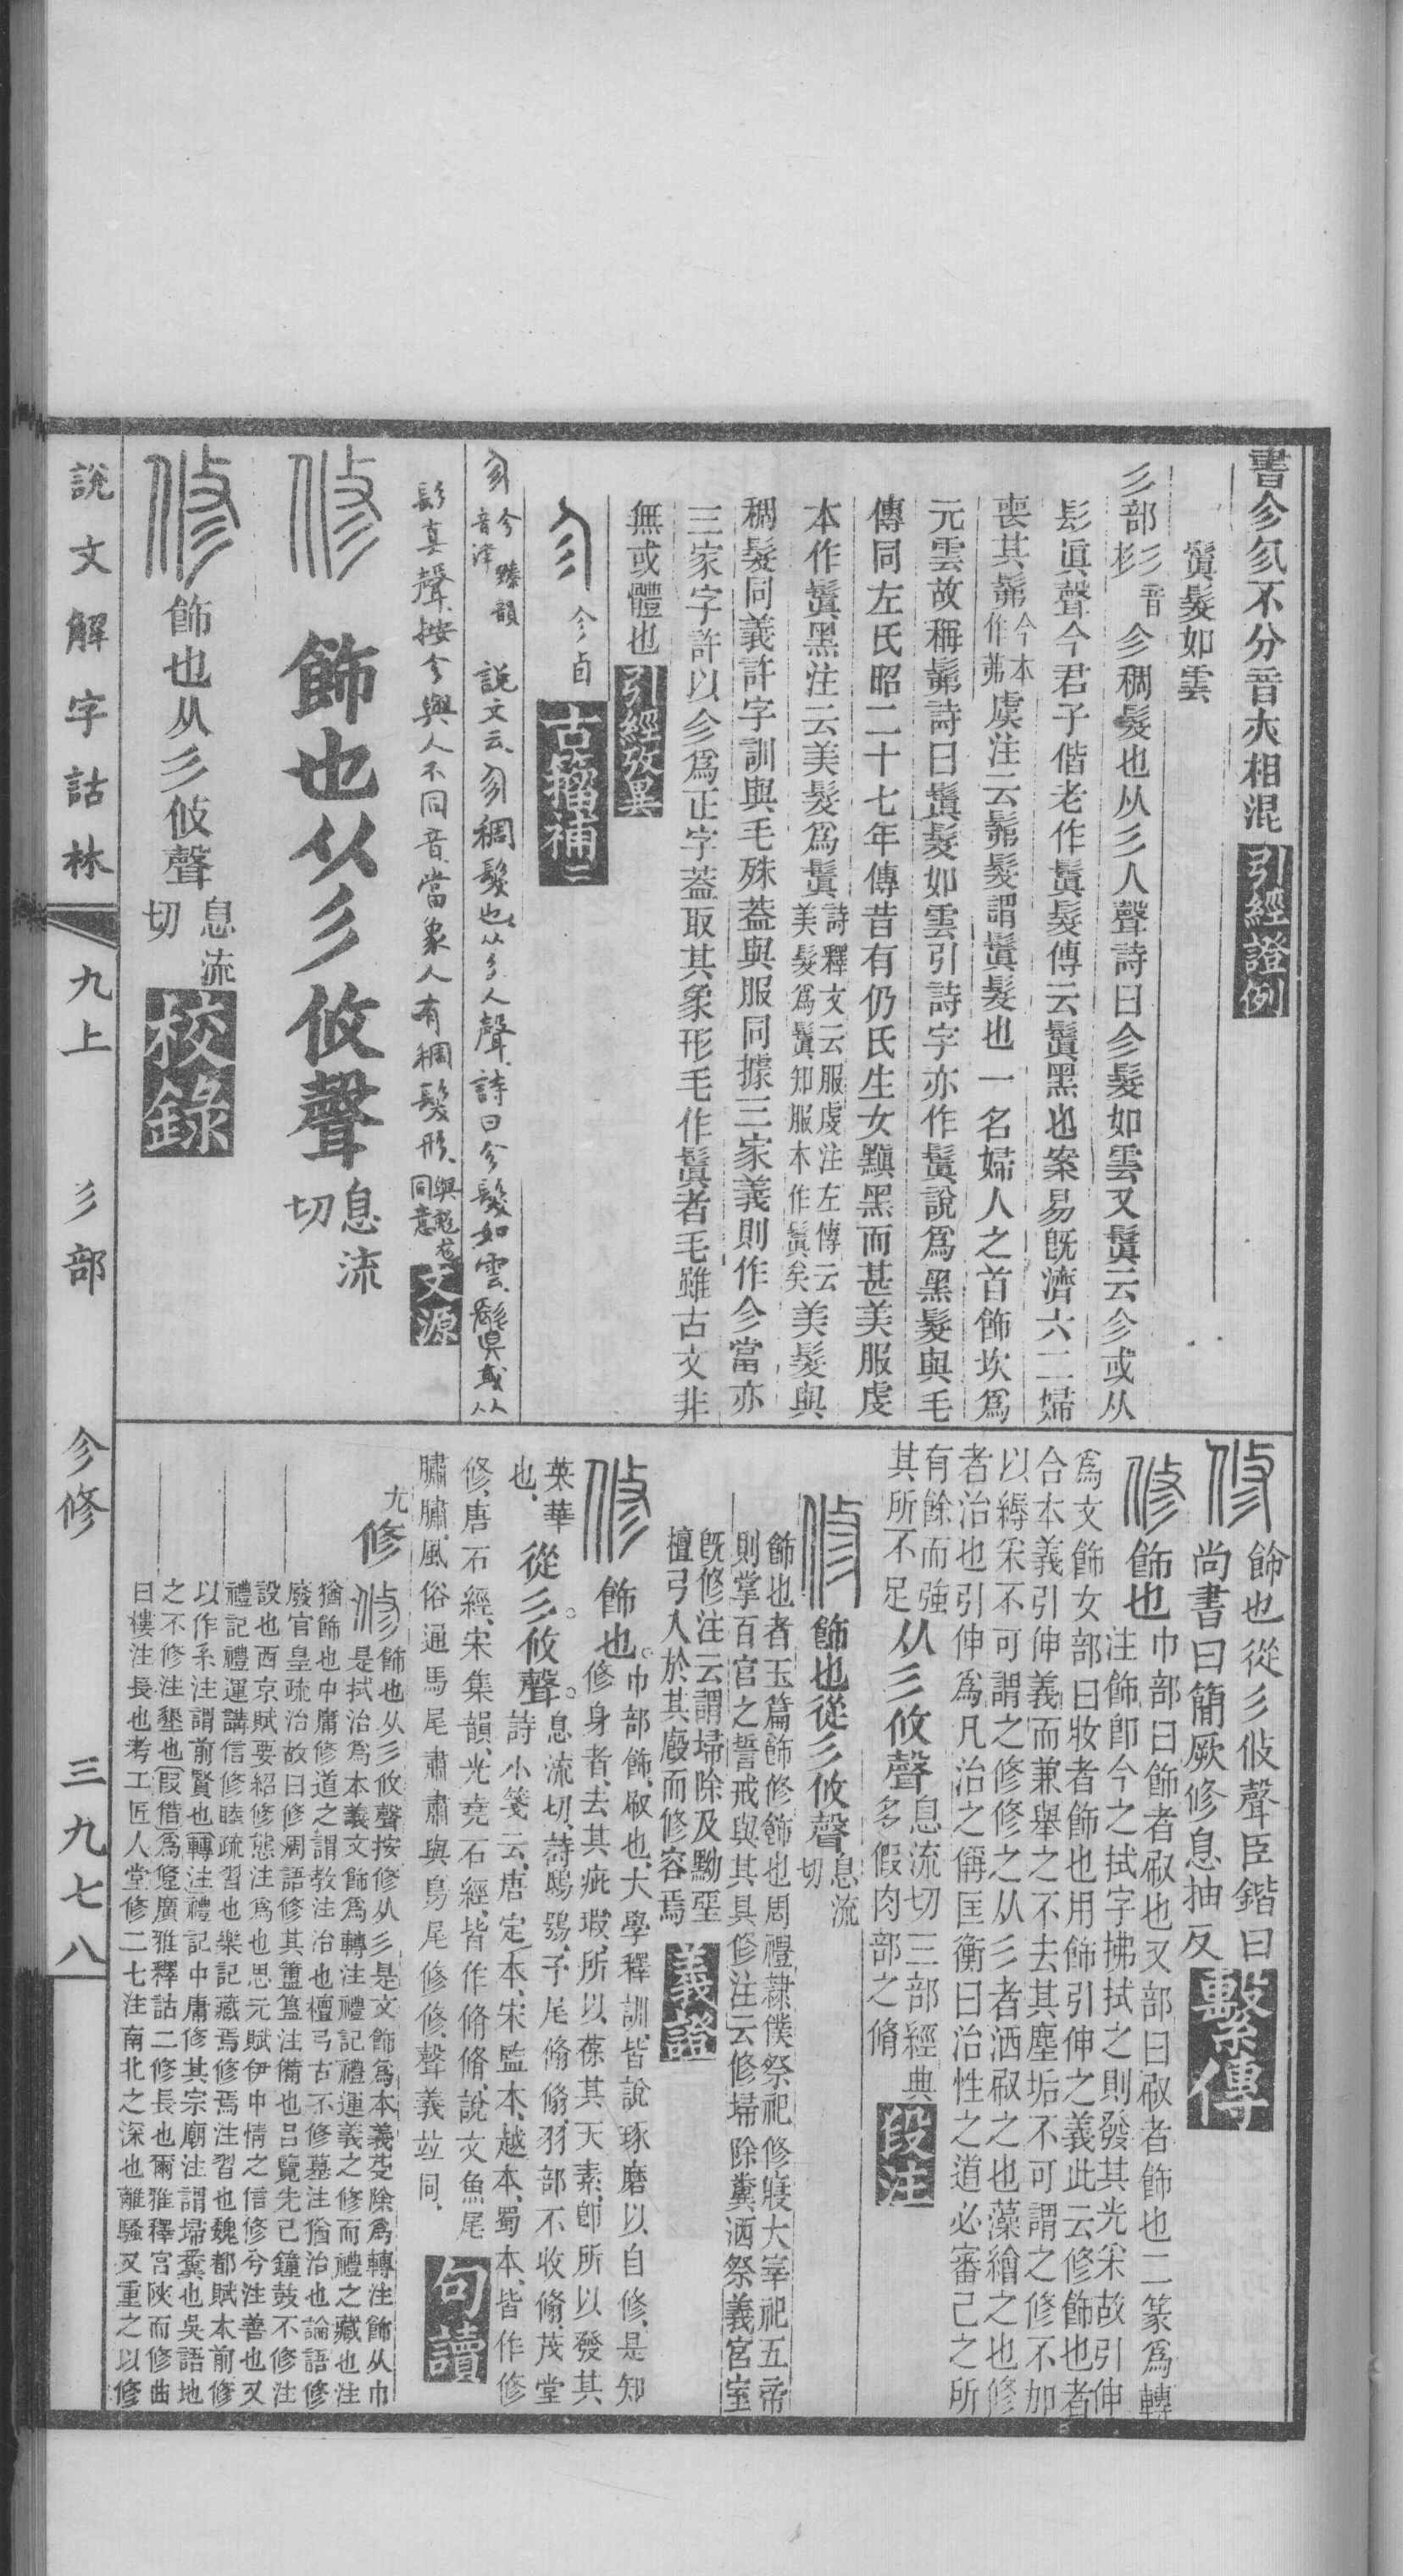 書㐱㐱不分音亦相混 引經證例
鬒髮如雲
彡部 彬彡音 㐱稠髮也从彡人聲詩曰㐱髮如雲又鬒云㐱或从
髟眞聲今君子偕老作鬒髮傳云鬒黑也案易旣濟六二婦
喪其髴今本作茀虞注云髴髮謂鬒髮也一名婦人之首飾坎爲
元雲故稱髴詩曰鬒髮如雲引詩字亦作鬒說爲黑髮與毛
傳同左氏昭二十七年傳昔有仍氏生女黰黑而甚美服虔
本作鬒黑注云美髮爲鬒詩釋文云服虔注左傳云美髮爲鬒知服本作鬒矣美髮與
稠髮同義許字訓與毛殊蓋與服同據三家義則作㐱當亦
三家字許以㐱爲正字蓋取其象形毛作鬒者毛雖古文非
無或體也 引經攷異
㐱 㐱卣 古籀補二
㐱 㐱臻韻音津 說文云㐱稠髮也从彡人聲詩曰㐱髮如雲鬒或从
髟真聲按㐱與人不同音當象人有稠髮形 同意 文源
修 飾也从彡攸聲 息流切
修 飾也从彡攸聲 息流切 校錄
修 飾也從彡攸聲臣鍇曰
尚書曰簡厥修息抽反 繫傳
修 飾也 巾部曰飾者㕞也又部曰㕞者飾也二篆爲轉
注飾卽今之拭字拂拭之則發其光采故引伸
爲文飾女部曰妝者飾也用飾引伸之義此云修飾也者
合本義引伸義而兼舉之不去其塵垢不可謂之修不加
以縟采不可謂之修修之从彡者洒㕞之也藻繪之也修
者治也引伸爲凡治之偁匡衡曰治性之道必審己之所
有餘而強
其所不足 从彡攸聲 息流切三部經典多假肉部之脩 段注
修 飾也從彡攸聲 息流切
飾也者玉篇飾修飾也周禮隸僕祭祀修寢大宰祀五帝
則掌百官之誓戒與其具修注云修埽除糞洒祭義宮室
旣修注云謂埽除及黝堊
檀弓入於其廏而修容焉 義證
修 飾也。巾部飾、㕞也、大學釋訓、皆說琢磨以自修、是知
修身者、去其疵瑕、所以葆其天素、卽所以發其
英華也、 從彡。攸聲。息流切、詩鴟鴞、予尾翛翛、羽部不收翛、茂堂
詩小箋云、唐定本、宋監本、越本、蜀本、皆作修
修、唐石經、宋集韻、光堯石經、皆作翛翛、說文魚尾
鱐鱐、風俗通馬尾肅肅、與鳥尾修修、聲義竝同、 句讀
尤 修 修 飾也从彡攸聲按修从彡是文飾爲本義芟除爲轉注飾从巾
是拭治爲本義文飾爲轉注禮記禮運義之修而禮之藏也注
猶飾也中庸修道之謂教注治也檀弓古不修墓注猶治也論語修
廢官皇疏治故曰修周語修其簠簋注備也呂覽先己鐘鼓不修注
設也西京賦要紹修態注爲也思元賦伊中情之信修兮注善也又
禮記禮運講信修睦疏習也樂記藏焉修焉注習也魏都賦本前修
以作系注謂前賢也轉注禮記中庸修其宗廟注謂埽糞也吳語地
之不修注墾也假借爲脩廣雅釋詁二修長也爾雅釋宮陜而修曲
曰樓注長也考工匠人堂修二七注南北之深也離騷又重之以修
說文解字詁林 九上 彡部 㐱修 三九七八